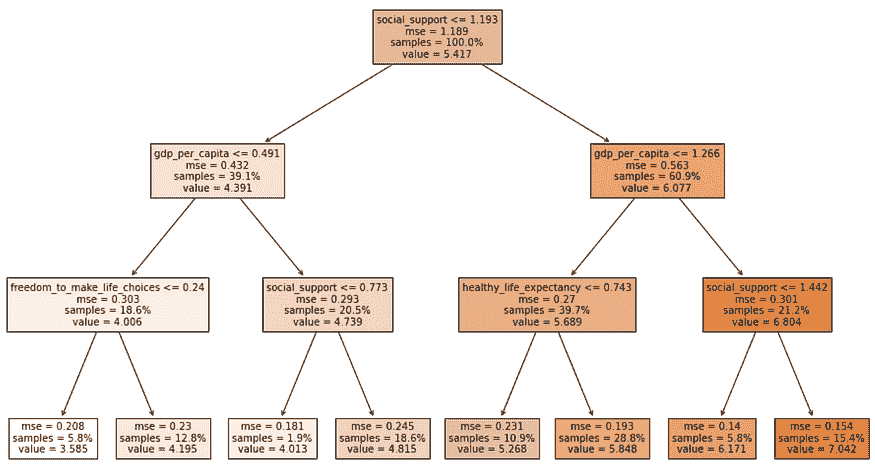 social_support <= 1.193
mse = 1.189
samples = 100.0%
value = 5.417
gdp_per_capita <= 0.491
mse = 0.432
samples = 39.1%
value = 4.391
gdp_per_capita <= 1.266
mse = 0.563
samples = 60.9%
value = 6.077
freedom_to_make_life_choices <= 0.24
mse = 0.303
samples = 18.6%
value = 4.006
social_support <= 0.773
mse = 0.293
samples = 20.5%
value = 4.739
healthy_life_expectancy <= 0.743
mse = 0.27
samples = 39.7%
value = 5.689
social_support <= 1.442
mse = 0.301
samples = 21.2%
value = 6.804
mse = 0.208
samples = 5.8%
value = 3.585
mse = 0.23
samples = 12.8%
value = 4.195
mse = 0.181
samples = 1.9%
value = 4.013
mse = 0.245
samples = 18.6%
value = 4.815
mse = 0.231
samples = 10.9%
value = 5.268
mse = 0.193
samples = 28.8%
value = 5.848
mse = 0.14
samples = 5.8%
value = 6.171
mse = 0.154
samples = 15.4%
value = 7.042